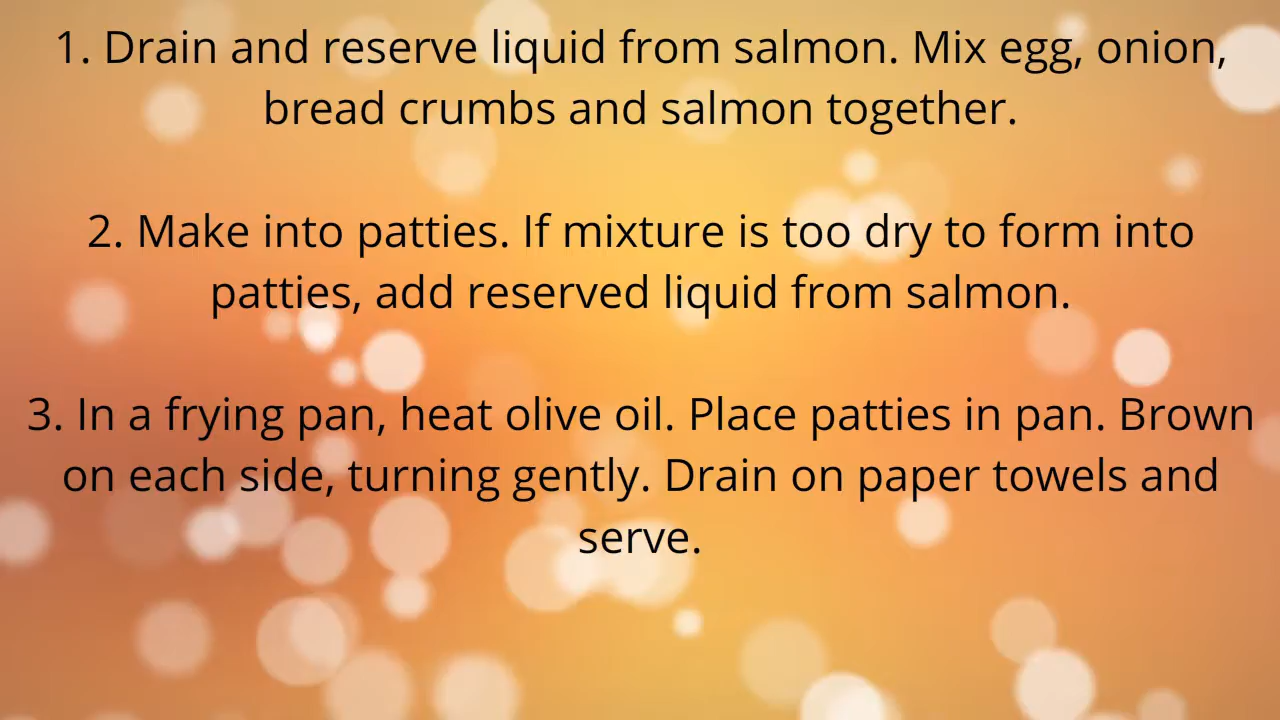 1. Drain and reserve liquid from salmon. Mix egg, onion,
bread crumbs and salmon together.
2. Make into patties. If mixture is too dry to form into
patties, add reserved liquid from salmon.
3. In a frying pan, heat olive oil. Place patties in pan. Brown
on each side, turning gently. Drain on paper towels and
serve.